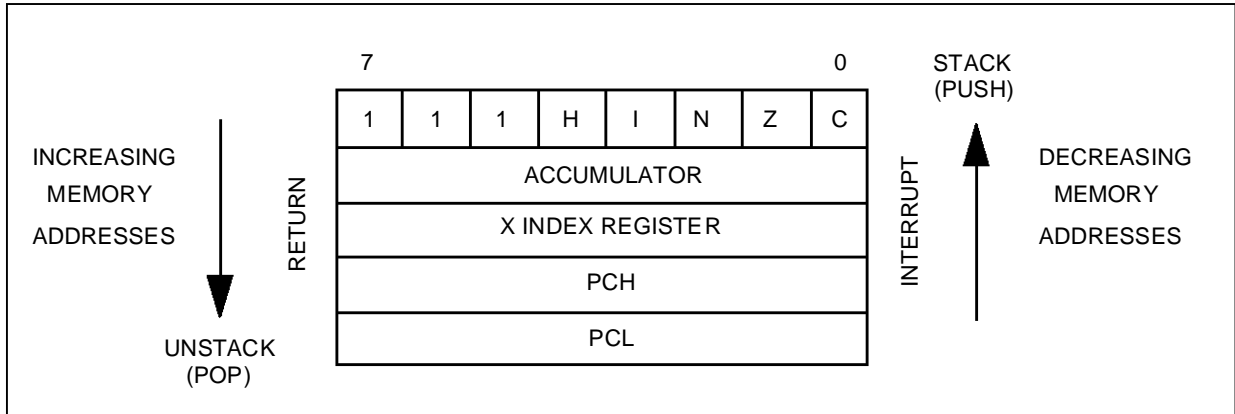 7
0
STACK
(PUSH)
1 1 1 H I N Z C
INCREASING
MEMORY
ADDRESSES
RETURN
ACCUMULATOR
X INDEX REGISTER
PCH
PCL
INTERRUPT
DECREASING
MEMORY
ADDRESSES
UNSTACK
(POP)